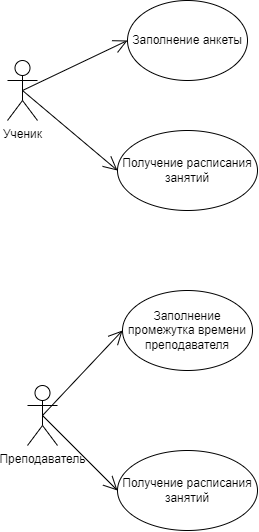 Заполнение анкеты
Ученик
Получение расписания
занятий
Заполнение
промежутка времени
преподавателя
Преподаватель
Получение расписания
занятий